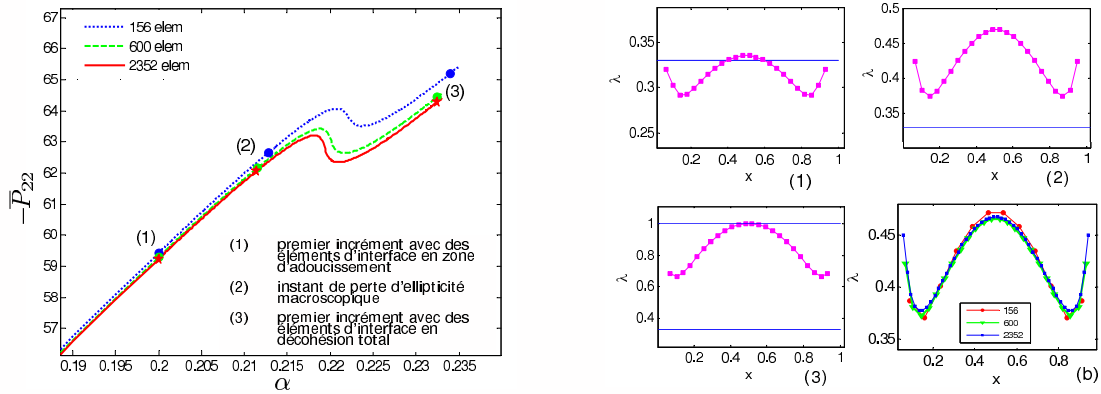 67
66
65
64
63
62
61
60
59
58
57
−P̅22
156 elem
600 elem
2352 elem
(1)
(2)
(3)
(1) premier incrément avec des
éléments d'interface en zone
d'adoucissement
(2) instant de perte d'ellipticité
macroscopique
(3) premier incrément avec des
éléments d'interface en
décohésion total
0.19 0.195 0.2 0.205 0.21 0.215 0.22 0.225 0.23 0.235
α
0.35
0.3
0.25
λ
0 0.2 0.4 0.6 0.8 1
x
(1)
0.5
0.45
0.4
0.35
λ
0.2 0.4 0.6 0.8
x
(2)
1
0.8
0.6
0.4
λ
0 0.2 0.4 0.6 0.8 1
x
(3)
0.45
0.4
0.35
λ
156
600
2352
0.2 0.4 0.6 0.8
x
(b)